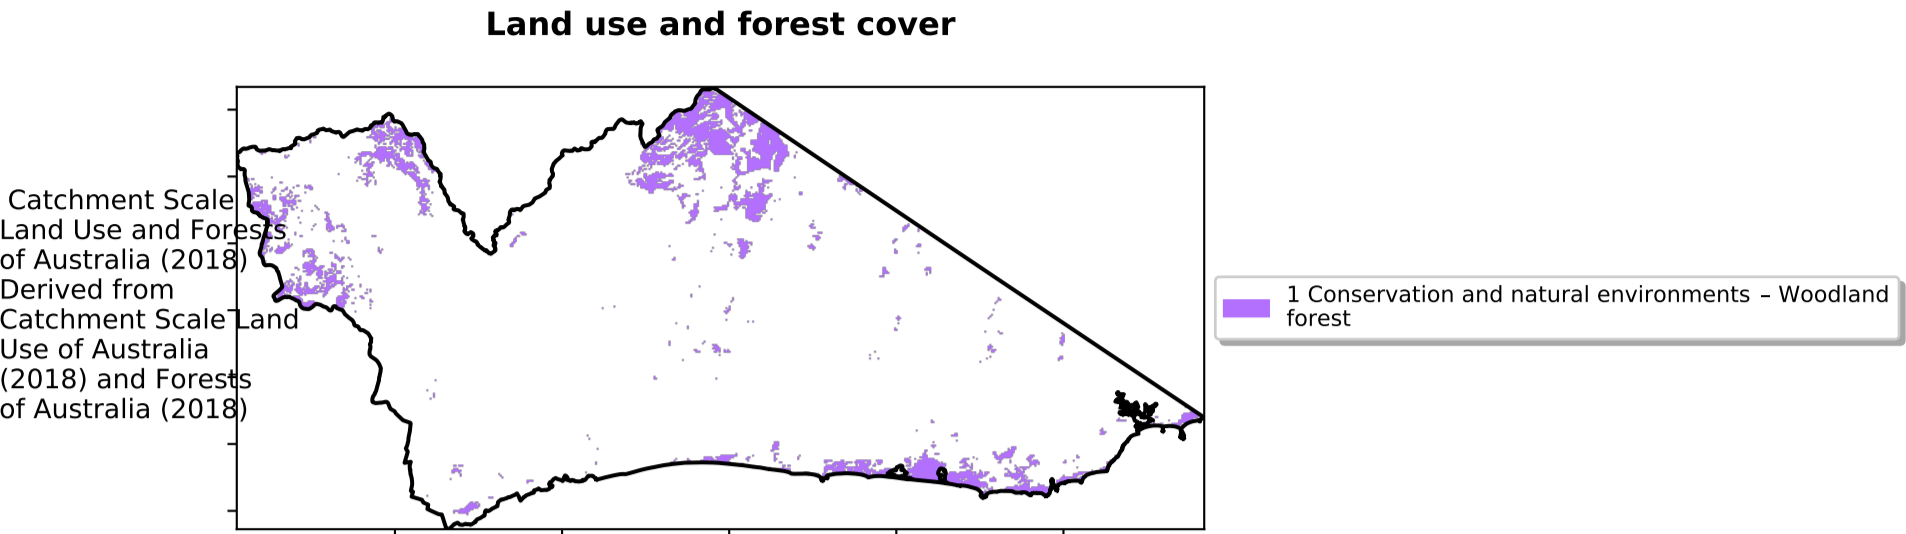 Land use and forest cover
Catchment Scale
Land Use and Forests
of Australia (2018)
Derived from
Catchment Scale Land
Use of Australia
(2018) and Forests
of Australia (2018)
1 Conservation and natural environments – Woodland
forest